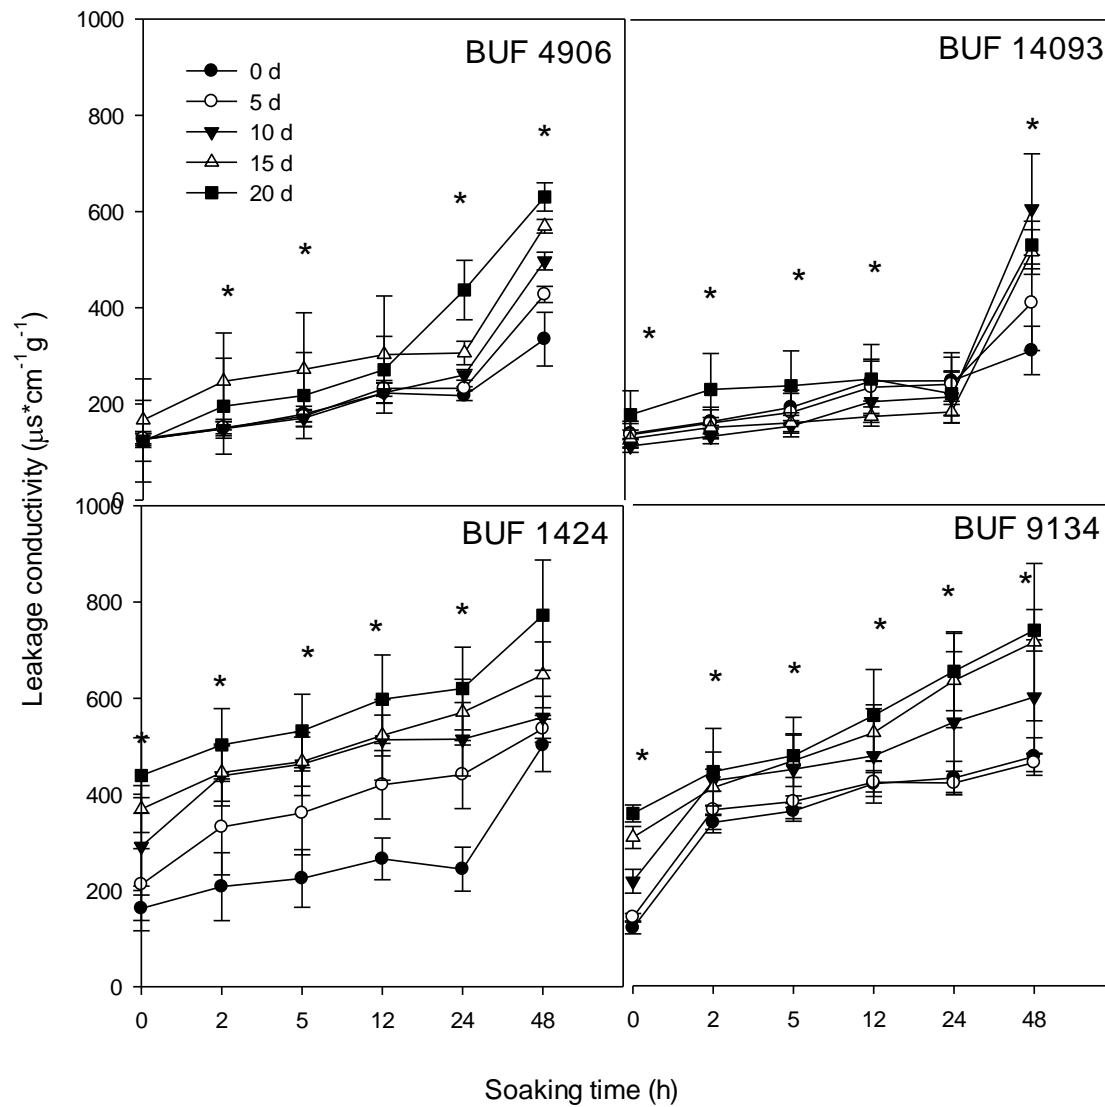 1000
BUF 4906
BUF 14093
0 d
5 d
10 d
15 d
20 d
800
600
400
200
0
*
*
*
*
*
*
*
*
*
Leakage conductivity (μs*cm⁻¹ g⁻¹)
1000
BUF 1424
BUF 9134
800
600
400
200
0
*
*
*
*
*
*
*
*
*
*
*
0 2 5 12 24 48
0 2 5 12 24 48
Soaking time (h)